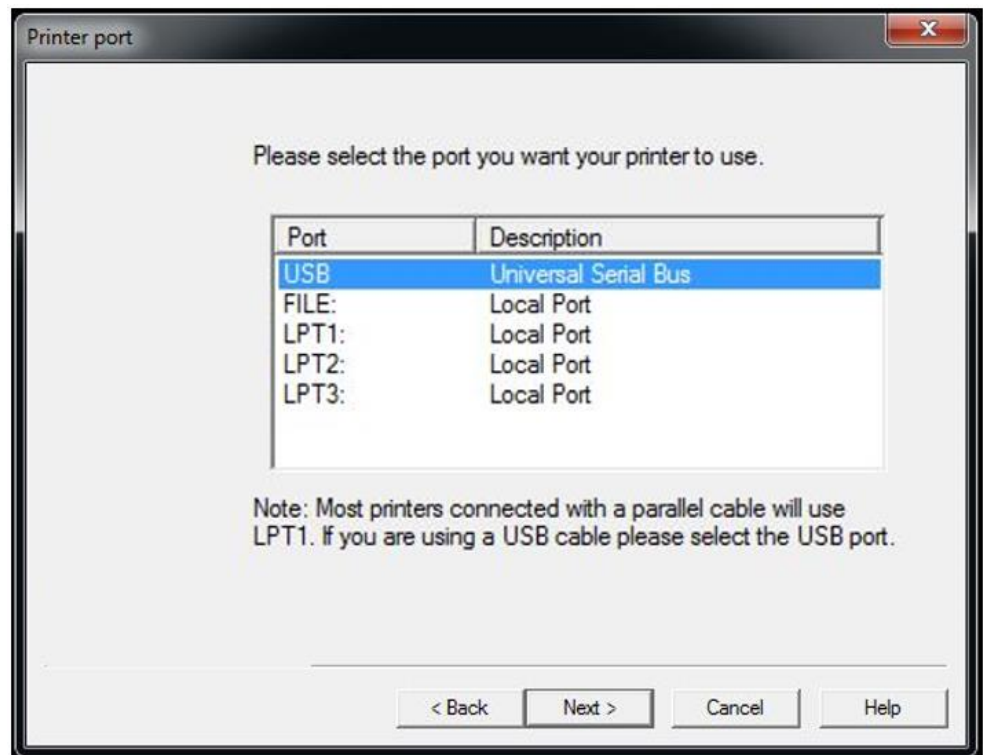 Printer port
Please select the port you want your printer to use.
Port Description
USB Universal Serial Bus
FILE: Local Port
LPT1: Local Port
LPT2: Local Port
LPT3: Local Port
Note: Most printers connected with a parallel cable will use
LPT1. If you are using a USB cable please select the USB port.
< Back Next > Cancel Help